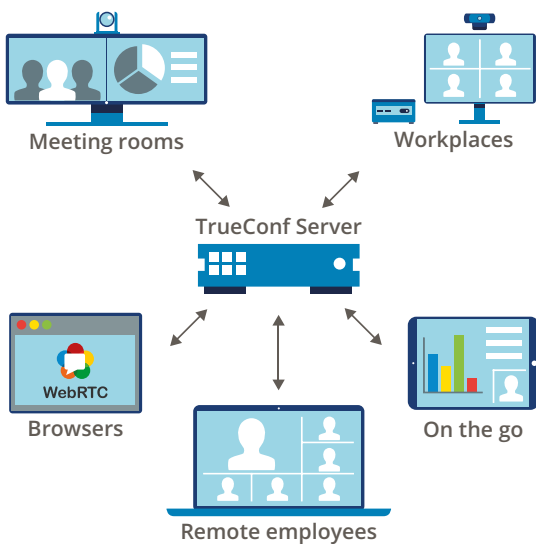 Meeting rooms
Workplaces
TrueConf Server
WebRTC
Browsers
On the go
Remote employees